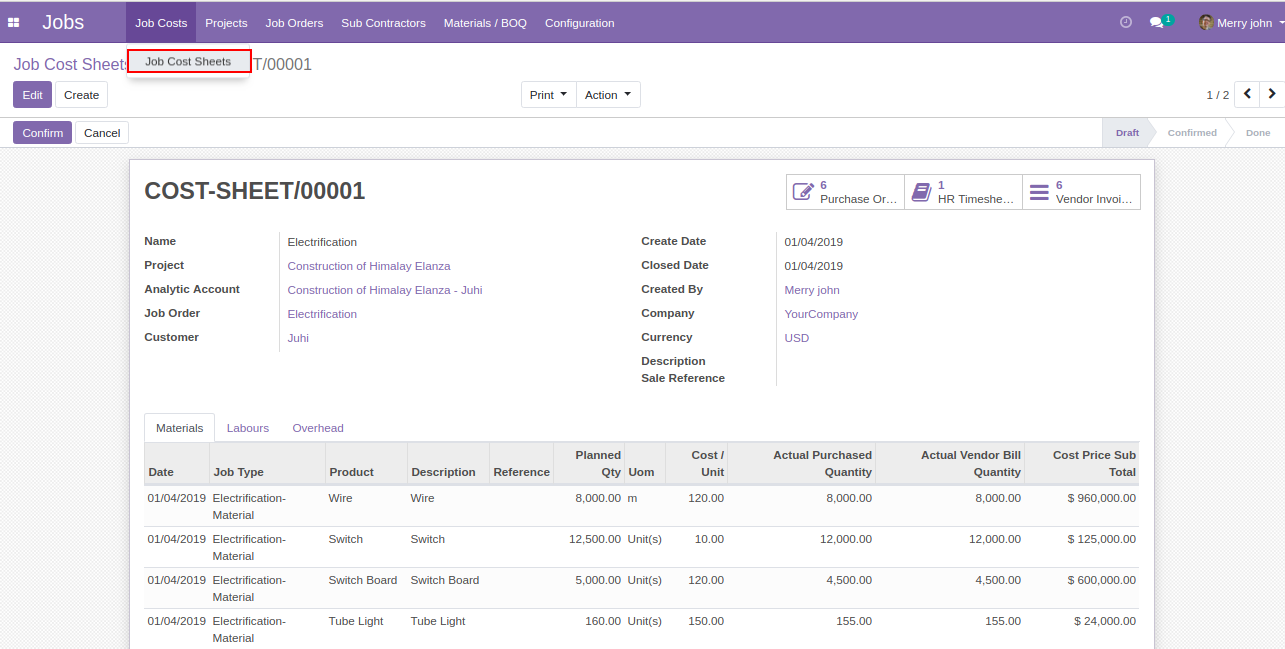 Jobs Job Costs Projects Job Orders Sub Contractors Materials / BOQ Configuration 1 Merry john
Job Cost Sheets
Job Cost Sheets T/00001
Edit Create Print Action 1 / 2
Confirm Cancel Draft Confirmed Done
COST-SHEET/00001
6 Purchase Or…
1 HR Timeshe…
6 Vendor Invoi…
Name Electrification
Project Construction of Himalay Elanza
Analytic Account Construction of Himalay Elanza - Juhi
Job Order Electrification
Customer Juhi
Create Date 01/04/2019
Closed Date 01/04/2019
Created By Merry john
Company YourCompany
Currency USD
Description
Sale Reference
Materials Labours Overhead
Date Job Type Product Description Reference Planned Qty Uom Cost / Unit Actual Purchased Quantity Actual Vendor Bill Quantity Cost Price Sub Total
01/04/2019 Electrification-Material Wire Wire 8,000.00 m 120.00 8,000.00 8,000.00 $ 960,000.00
01/04/2019 Electrification-Material Switch Switch 12,500.00 Unit(s) 10.00 12,000.00 12,000.00 $ 125,000.00
01/04/2019 Electrification-Material Switch Board Switch Board 5,000.00 Unit(s) 120.00 4,500.00 4,500.00 $ 600,000.00
01/04/2019 Electrification-Material Tube Light Tube Light 160.00 Unit(s) 150.00 155.00 155.00 $ 24,000.00